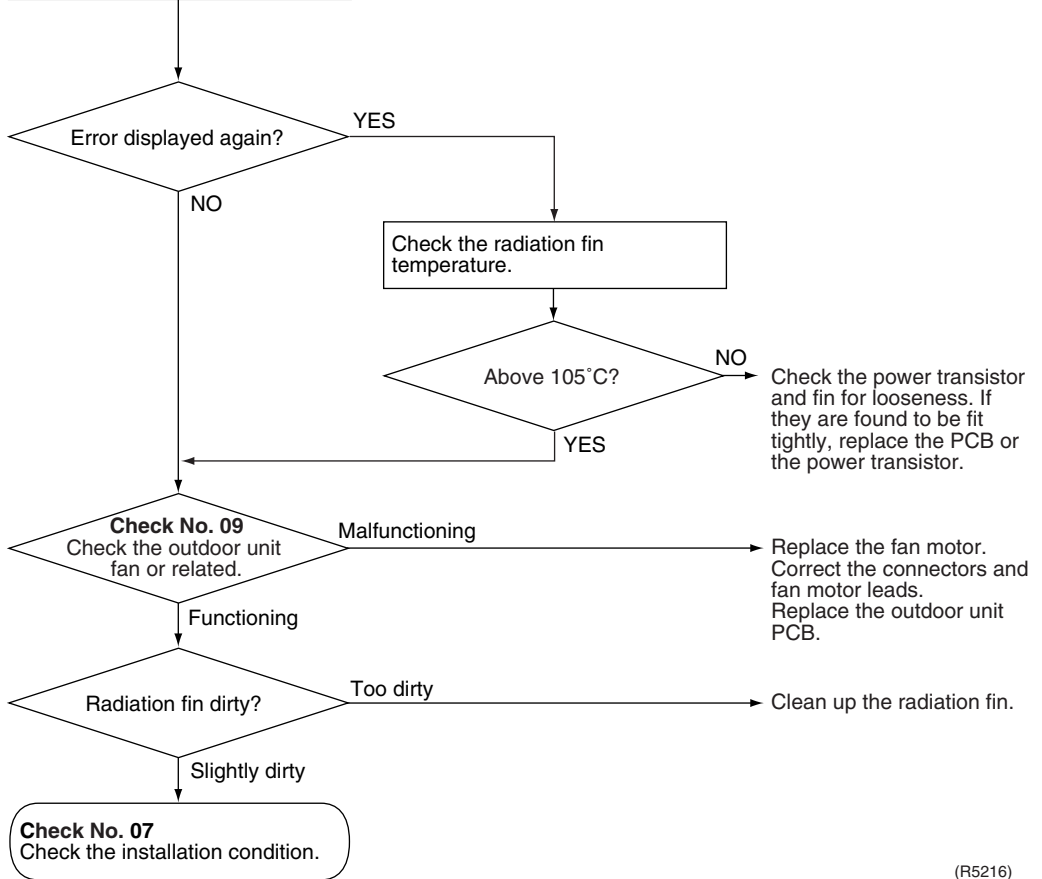 Error displayed again?
YES
NO
Check the radiation fin
temperature.
Above 105˚C?
NO
Check the power transistor
and fin for looseness. If
they are found to be fit
tightly, replace the PCB or
the power transistor.
YES
Check No. 09
Check the outdoor unit
fan or related.
Malfunctioning
Replace the fan motor.
Correct the connectors and
fan motor leads.
Replace the outdoor unit
PCB.
Functioning
Radiation fin dirty?
Too dirty
Clean up the radiation fin.
Slightly dirty
Check No. 07
Check the installation condition.
(R5216)